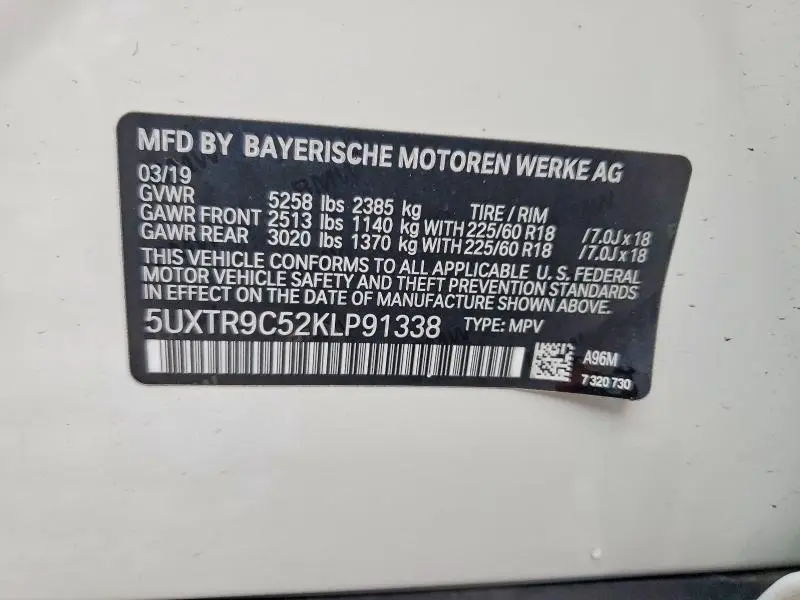 MFD BY BAYERISCHE MOTOREN WERKE AG
03/19
GVWR 5258 lbs 2385 kg TIRE / RIM
GAWR FRONT 2513 lbs 1140 kg WITH 225/60 R18 /7.0J x 18
GAWR REAR 3020 lbs 1370 kg WITH 225/60 R18 /7.0J x 18
THIS VEHICLE CONFORMS TO ALL APPLICABLE U. S. FEDERAL
MOTOR VEHICLE SAFETY AND THEFT PREVENTION STANDARDS
IN EFFECT ON THE DATE OF MANUFACTURE SHOWN ABOVE.
5UXTR9C52KLP91338 TYPE: MPV
A96M
7 320 730